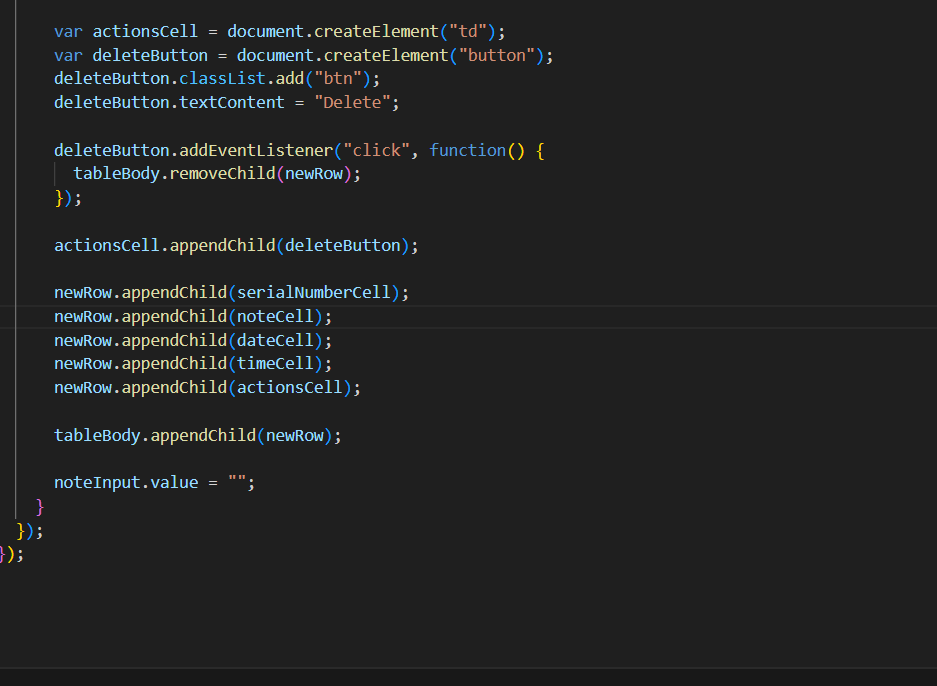 var actionsCell = document.createElement("td");
var deleteButton = document.createElement("button");
deleteButton.classList.add("btn");
deleteButton.textContent = "Delete";
deleteButton.addEventListener("click", function() {
tableBody.removeChild(newRow);
});
actionsCell.appendChild(deleteButton);
newRow.appendChild(serialNumberCell);
newRow.appendChild(noteCell);
newRow.appendChild(dateCell);
newRow.appendChild(timeCell);
newRow.appendChild(actionsCell);
tableBody.appendChild(newRow);
noteInput.value = "";
}
});
});